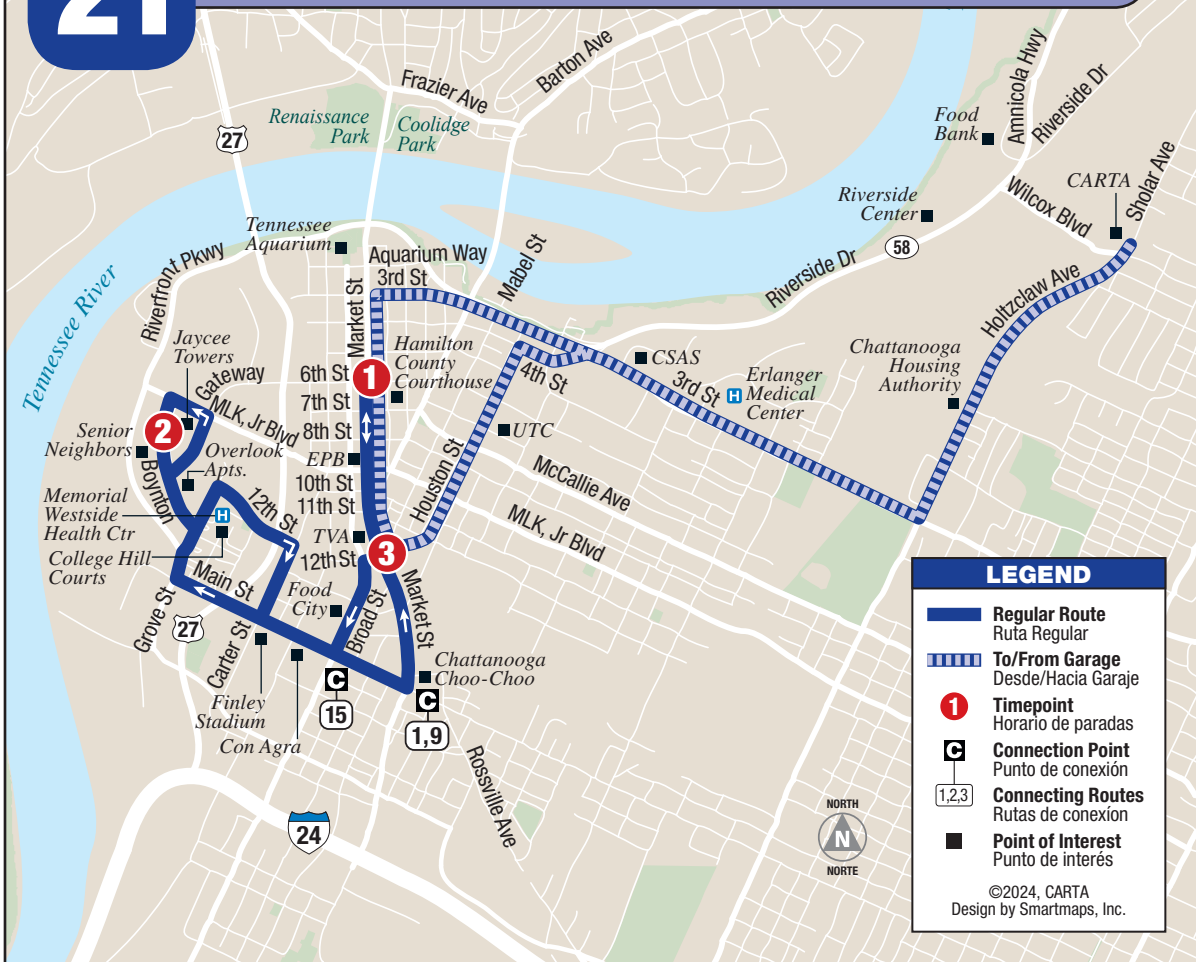 21
Frazier Ave
Barton Ave
Renaissance
Park
Coolidge
Park
27
Amnicola Hwy
Riverside Dr
Food
Bank
CARTA
Sholar Ave
Wilcox Blvd
Riverside
Center
58
Riverside Dr
Tennessee
Aquarium
Riverfront Pkwy
Aquarium Way
3rd St
Mabel St
Tennessee River
Market St
Holtzclaw Ave
Jaycee
Towers
Gateway
MLK, Jr Blvd
Hamilton
County
Courthouse
6th St
1
7th St
8th St
EPB
10th St
11th St
TVA
12th St
3
4th St
CSAS
3rd St
H
Erlanger
Medical
Center
Chattanooga
Housing
Authority
UTC
Houston St
McCallie Ave
MLK, Jr Blvd
2
Senior
Neighbors
Boynton
Overlook
Apts.
Memorial
Westside
Health Ctr
H
College Hill
Courts
12th St
Main St
Grove St
27
Carter St
Food
City
Broad St
Market St
Chattanooga
Choo-Choo
C
15
C
1,9
Finley
Stadium
Con Agra
Rossville Ave
24
NORTH
N
NORTE
LEGEND
Regular Route
Ruta Regular
To/From Garage
Desde/Hacia Garaje
1
Timepoint
Horario de paradas
C
Connection Point
Punto de conexión
1,2,3
Connecting Routes
Rutas de conexíon
Point of Interest
Punto de interés
©2024, CARTA
Design by Smartmaps, Inc.